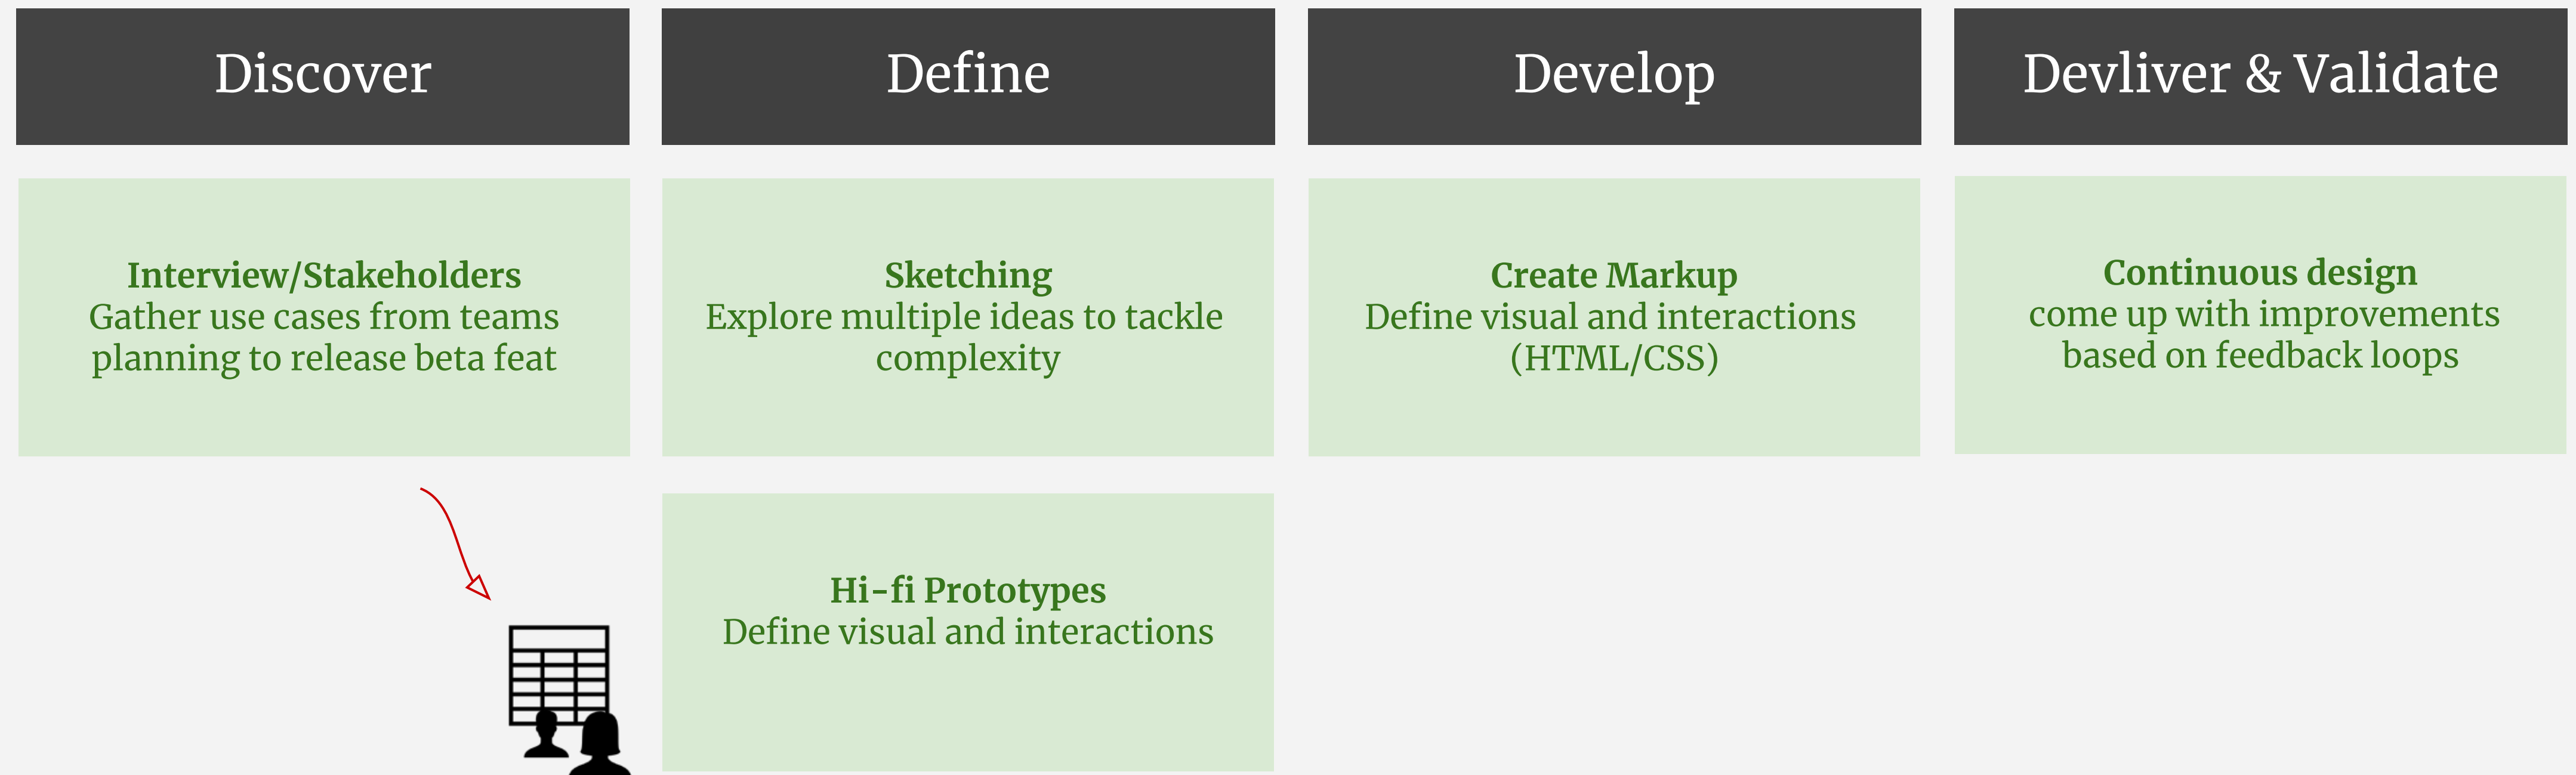 Discover
Define
Develop
Devliver & Validate
Interview/Stakeholders
Gather use cases from teams
planning to release beta feat
Sketching
Explore multiple ideas to tackle
complexity
Create Markup
Define visual and interactions
(HTML/CSS)
Continuous design
come up with improvements
based on feedback loops
Hi-fi Prototypes
Define visual and interactions